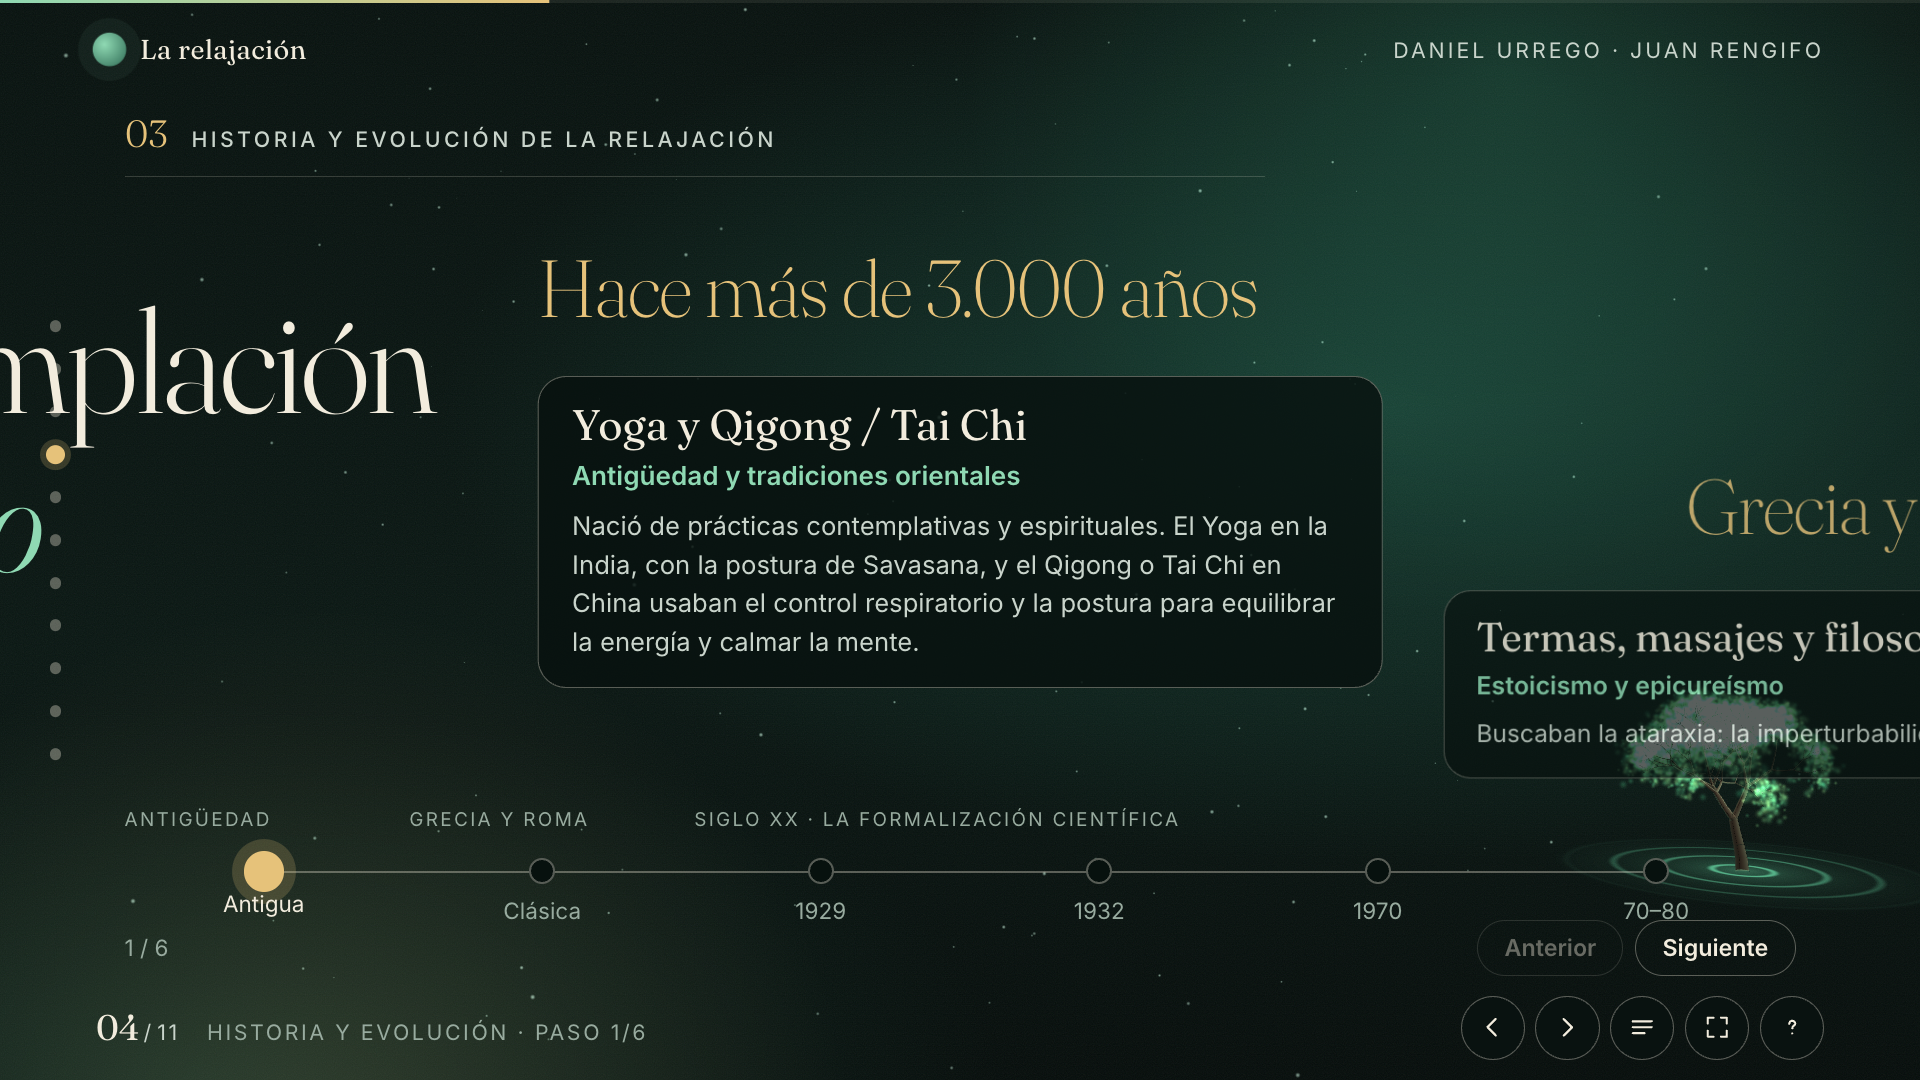 La relajación
DANIEL URREGO · JUAN RENGIFO
03 HISTORIA Y EVOLUCIÓN DE LA RELAJACIÓN
Hace más de 3.000 años
mplación
o
Yoga y Qigong / Tai Chi
Antigüedad y tradiciones orientales
Nació de prácticas contemplativas y espirituales. El Yoga en la
India, con la postura de Savasana, y el Qigong o Tai Chi en
China usaban el control respiratorio y la postura para equilibrar
la energía y calmar la mente.
Grecia y
Termas, masajes y filoso
Estoicismo y epicureísmo
Buscaban la ataraxia: la imperturbabili
ANTIGÜEDAD GRECIA Y ROMA SIGLO XX · LA FORMALIZACIÓN CIENTÍFICA
Antigua Clásica 1929 1932 1970 70–80
1 / 6
Anterior Siguiente
04 / 11 HISTORIA Y EVOLUCIÓN · PASO 1/6
?